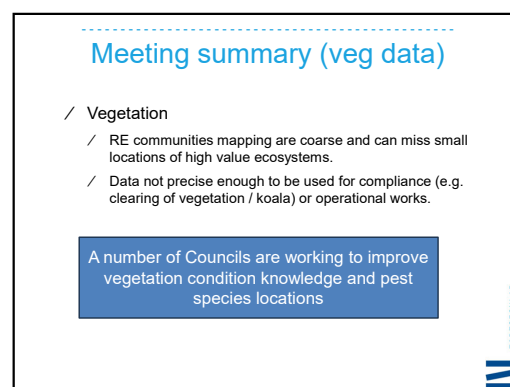 Meeting summary (veg data)
∕ Vegetation
∕ RE communities mapping are coarse and can miss small
locations of high value ecosystems.
∕ Data not precise enough to be used for compliance (e.g.
clearing of vegetation / koala) or operational works.
A number of Councils are working to improve
vegetation condition knowledge and pest
species locations